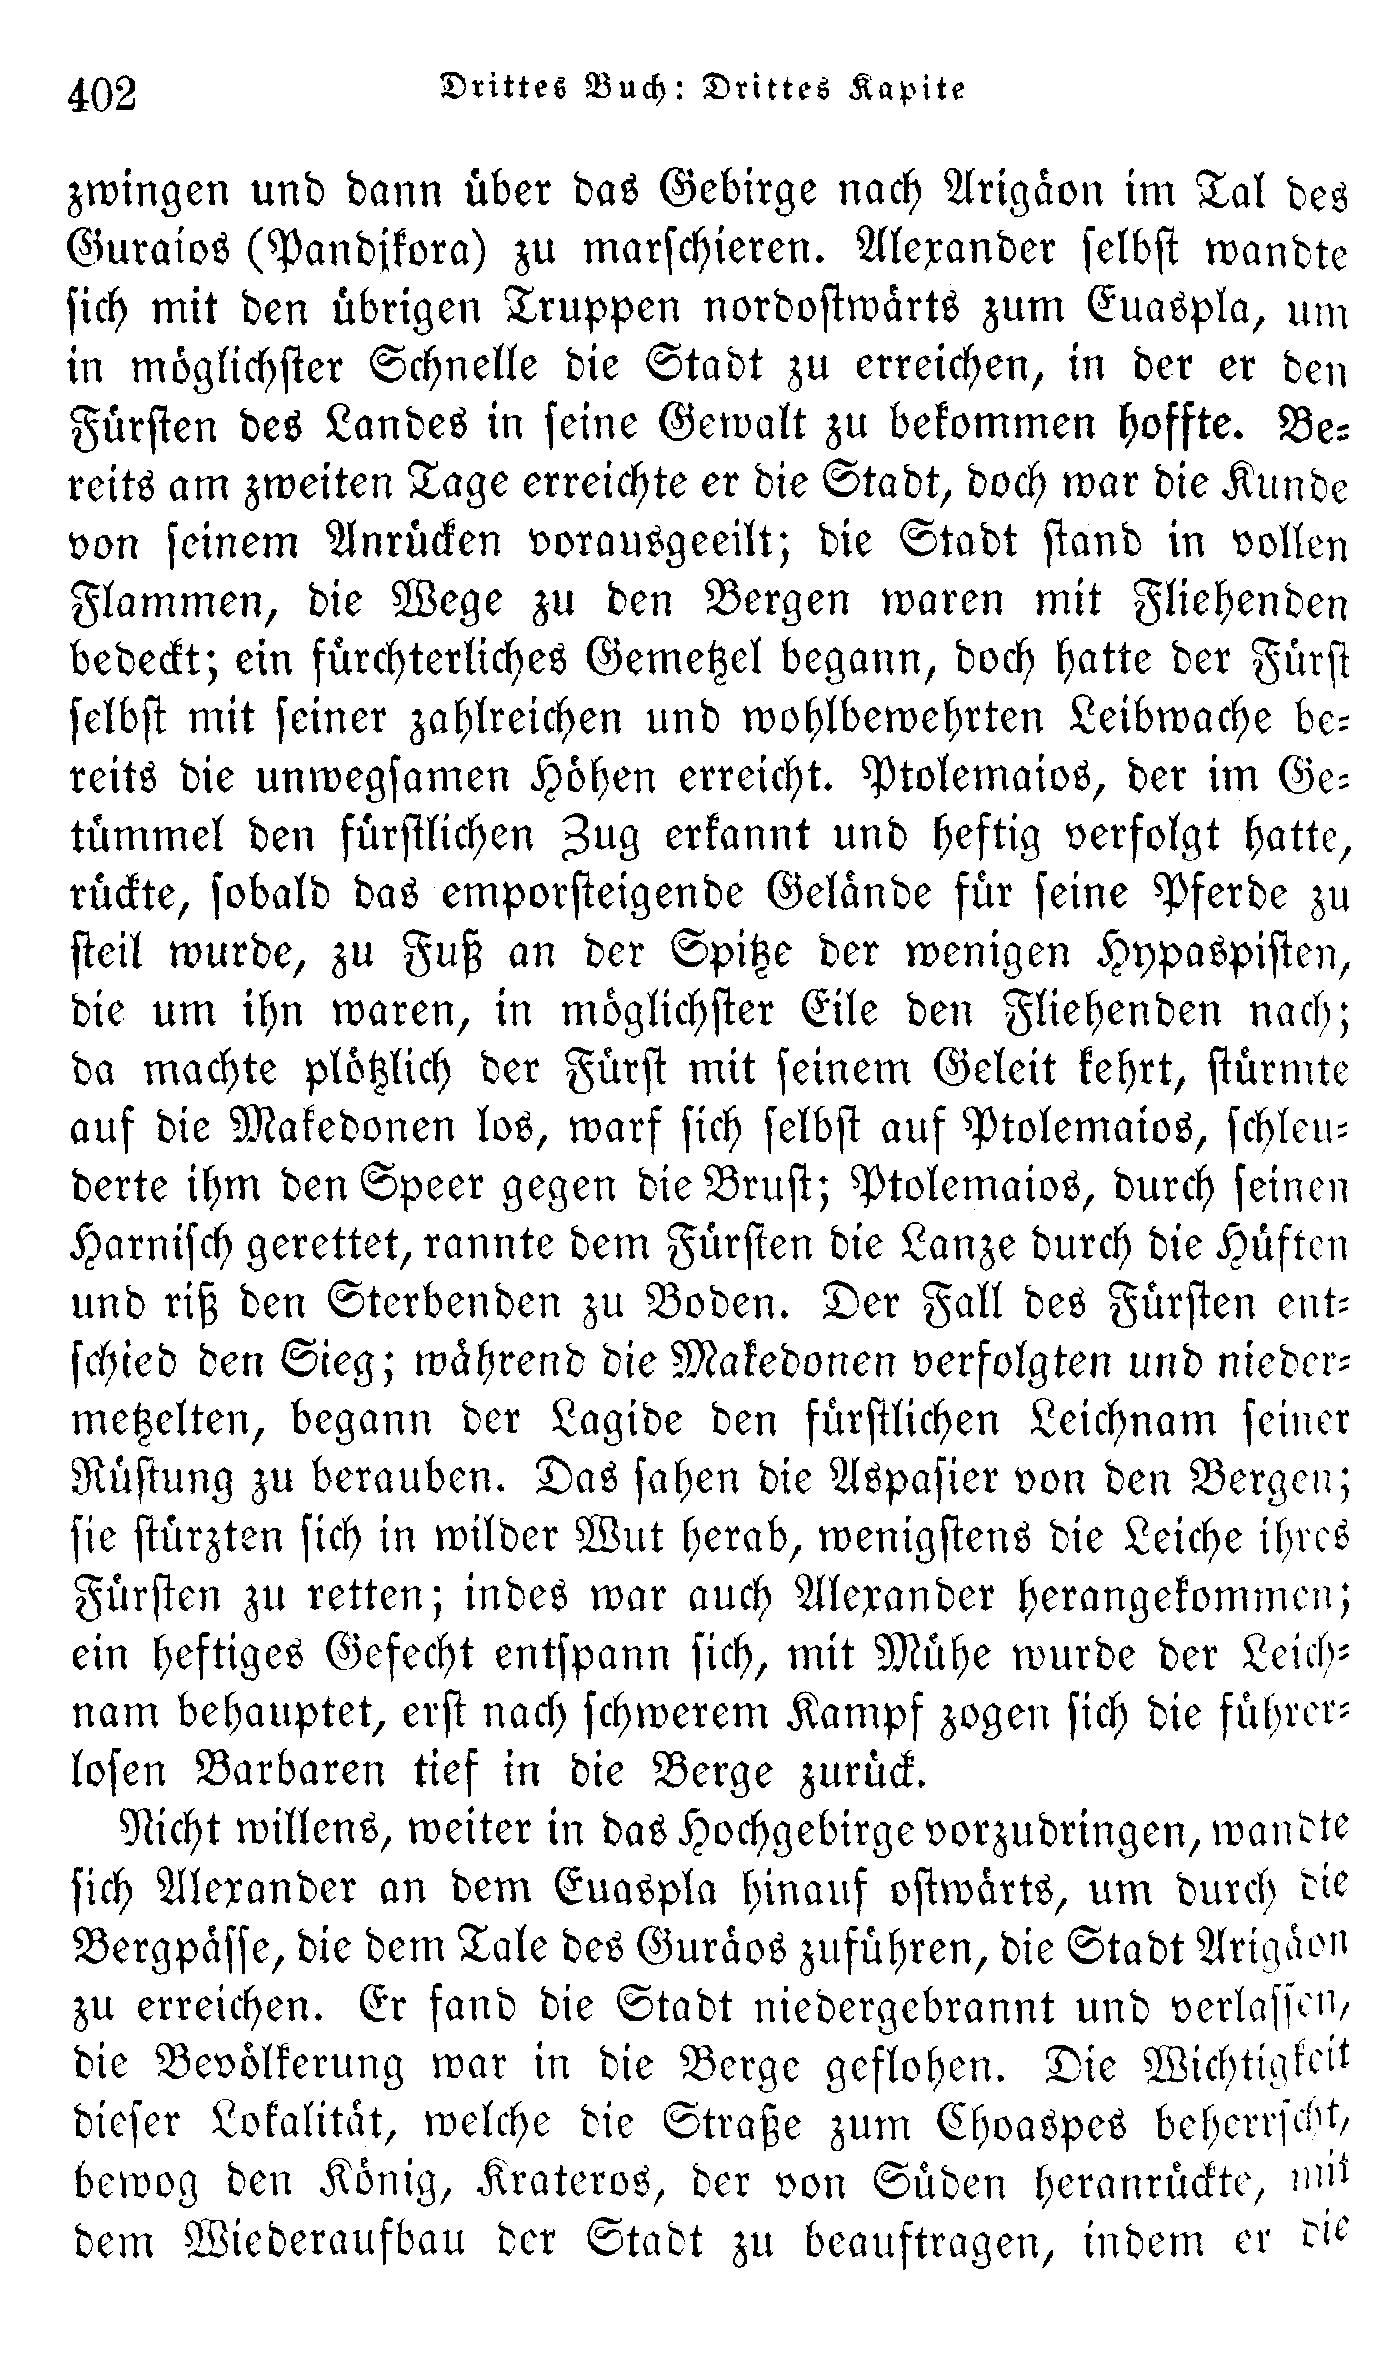 402 Drittes Buch: Drittes Kapite
zwingen und dann über das Gebirge nach Arigäon im Tal des
Guraios (Pandjkora) zu marschieren. Alexander selbst wandte
sich mit den übrigen Truppen nordostwärts zum Euaspla, um
in möglichster Schnelle die Stadt zu erreichen, in der er den
Fürsten des Landes in seine Gewalt zu bekommen hoffte. Be-
reits am zweiten Tage erreichte er die Stadt, doch war die Kunde
von seinem Anrücken vorausgeeilt; die Stadt stand in vollen
Flammen, die Wege zu den Bergen waren mit Fliehenden
bedeckt; ein fürchterliches Gemetzel begann, doch hatte der Fürst
selbst mit seiner zahlreichen und wohlbewehrten Leibwache be-
reits die unwegsamen Höhen erreicht. Ptolemaios, der im Ge-
tümmel den fürstlichen Zug erkannt und heftig verfolgt hatte,
rückte, sobald das emporsteigende Gelände für seine Pferde zu
steil wurde, zu Fuß an der Spitze der wenigen Hypaspisten,
die um ihn waren, in möglichster Eile den Fliehenden nach;
da machte plötzlich der Fürst mit seinem Geleit kehrt, stürmte
auf die Makedonen los, warf sich selbst auf Ptolemaios, schleu-
derte ihm den Speer gegen die Brust; Ptolemaios, durch seinen
Harnisch gerettet, rannte dem Fürsten die Lanze durch die Hüften
und riß den Sterbenden zu Boden. Der Fall des Fürsten ent-
schied den Sieg; während die Makedonen verfolgten und nieder-
metzelten, begann der Lagide den fürstlichen Leichnam seiner
Rüstung zu berauben. Das sahen die Aspasier von den Bergen;
sie stürzten sich in wilder Wut herab, wenigstens die Leiche ihres
Fürsten zu retten; indes war auch Alexander herangekommen;
ein heftiges Gefecht entspann sich, mit Mühe wurde der Leich-
nam behauptet, erst nach schwerem Kampf zogen sich die führer-
losen Barbaren tief in die Berge zurück.
Nicht willens, weiter in das Hochgebirge vorzudringen, wandte
sich Alexander an dem Euaspla hinauf ostwärts, um durch die
Bergpässe, die dem Tale des Guräos zuführen, die Stadt Arigäon
zu erreichen. Er fand die Stadt niedergebrannt und verlassen,
die Bevölkerung war in die Berge geflohen. Die Wichtigkeit
dieser Lokalität, welche die Straße zum Choaspes beherrscht,
bewog den König, Krateros, der von Süden heranrückte, mit
dem Wiederaufbau der Stadt zu beauftragen, indem er die